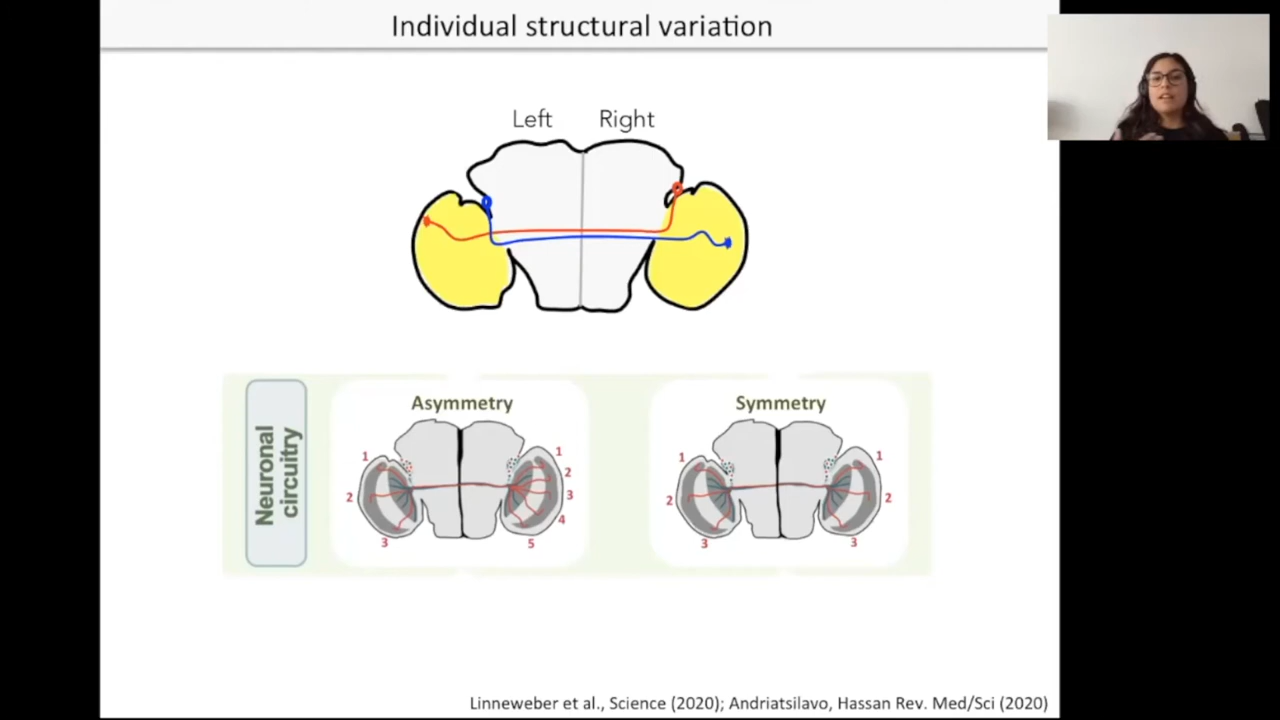 Individual structural variation
Left
Right
Neuronal
circuitry
Asymmetry
1
2
3
1
2
3
4
5
Symmetry
1
2
3
1
2
3
Linneweber et al., Science (2020); Andriatsilavo, Hassan Rev. Med/Sci (2020)